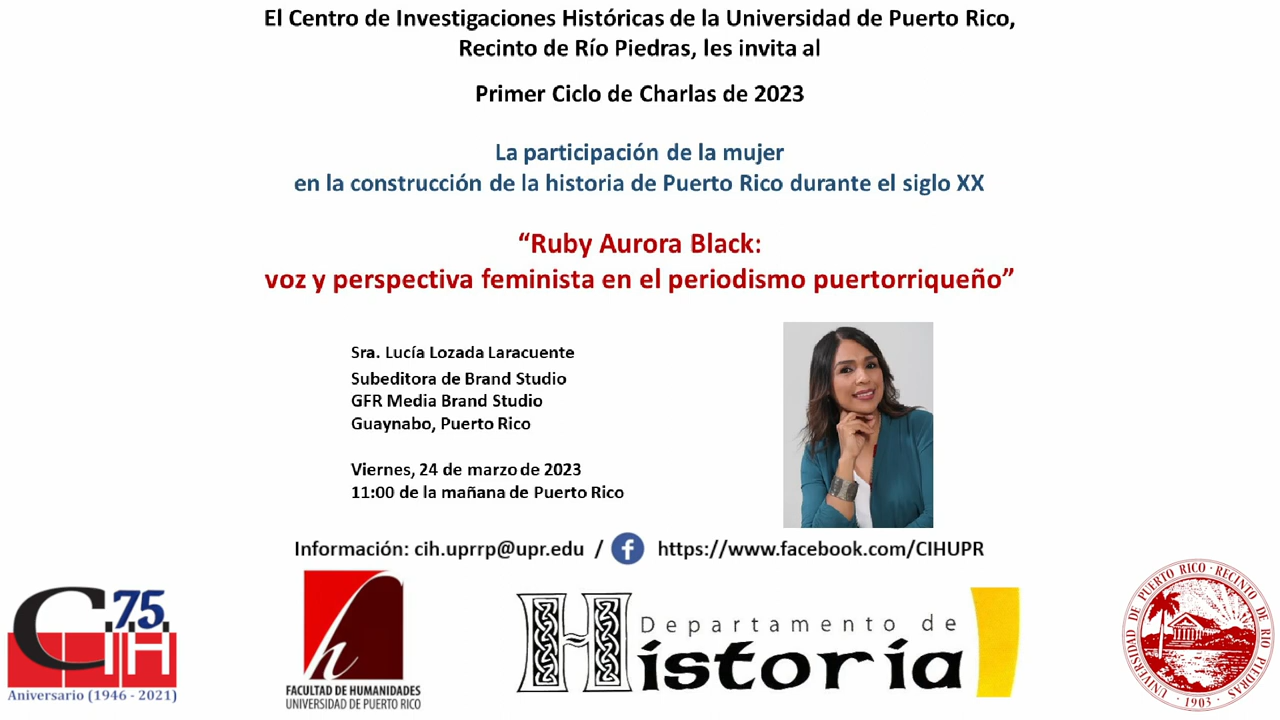 El Centro de Investigaciones Históricas de la Universidad de Puerto Rico,
Recinto de Río Piedras, les invita al
Primer Ciclo de Charlas de 2023
La participación de la mujer
en la construcción de la historia de Puerto Rico durante el siglo XX
“Ruby Aurora Black:
voz y perspectiva feminista en el periodismo puertorriqueño”
Sra. Lucía Lozada Laracuente
Subeditora de Brand Studio
GFR Media Brand Studio
Guaynabo, Puerto Rico
Viernes, 24 de marzo de 2023
11:00 de la mañana de Puerto Rico
Información: cih.uprrp@upr.edu / f https://www.facebook.com/CIHUPR
CIH 75
Aniversario (1946 - 2021)
h
FACULTAD DE HUMANIDADES
UNIVERSIDAD DE PUERTO RICO
Departamento de
Historia
UNIVERSIDAD DE PUERTO RICO · RECINTO DE RÍO PIEDRAS
· 1903 ·